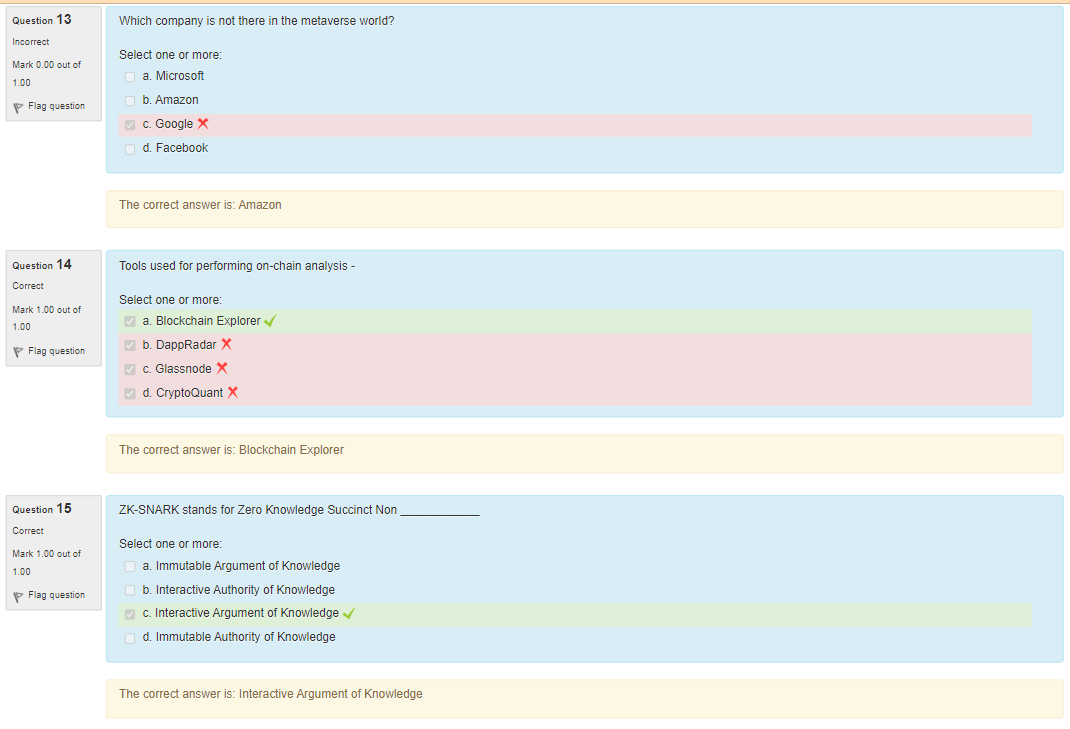 Question 13
Incorrect
Mark 0.00 out of
1.00
Flag question
Which company is not there in the metaverse world?
Select one or more:
a. Microsoft
b. Amazon
c. Google
d. Facebook
The correct answer is: Amazon
Question 14
Correct
Mark 1.00 out of
1.00
Flag question
Tools used for performing on-chain analysis -
Select one or more:
a. Blockchain Explorer
b. DappRadar
c. Glassnode
d. CryptoQuant
The correct answer is: Blockchain Explorer
Question 15
Correct
Mark 1.00 out of
1.00
Flag question
ZK-SNARK stands for Zero Knowledge Succinct Non ____________
Select one or more:
a. Immutable Argument of Knowledge
b. Interactive Authority of Knowledge
c. Interactive Argument of Knowledge
d. Immutable Authority of Knowledge
The correct answer is: Interactive Argument of Knowledge